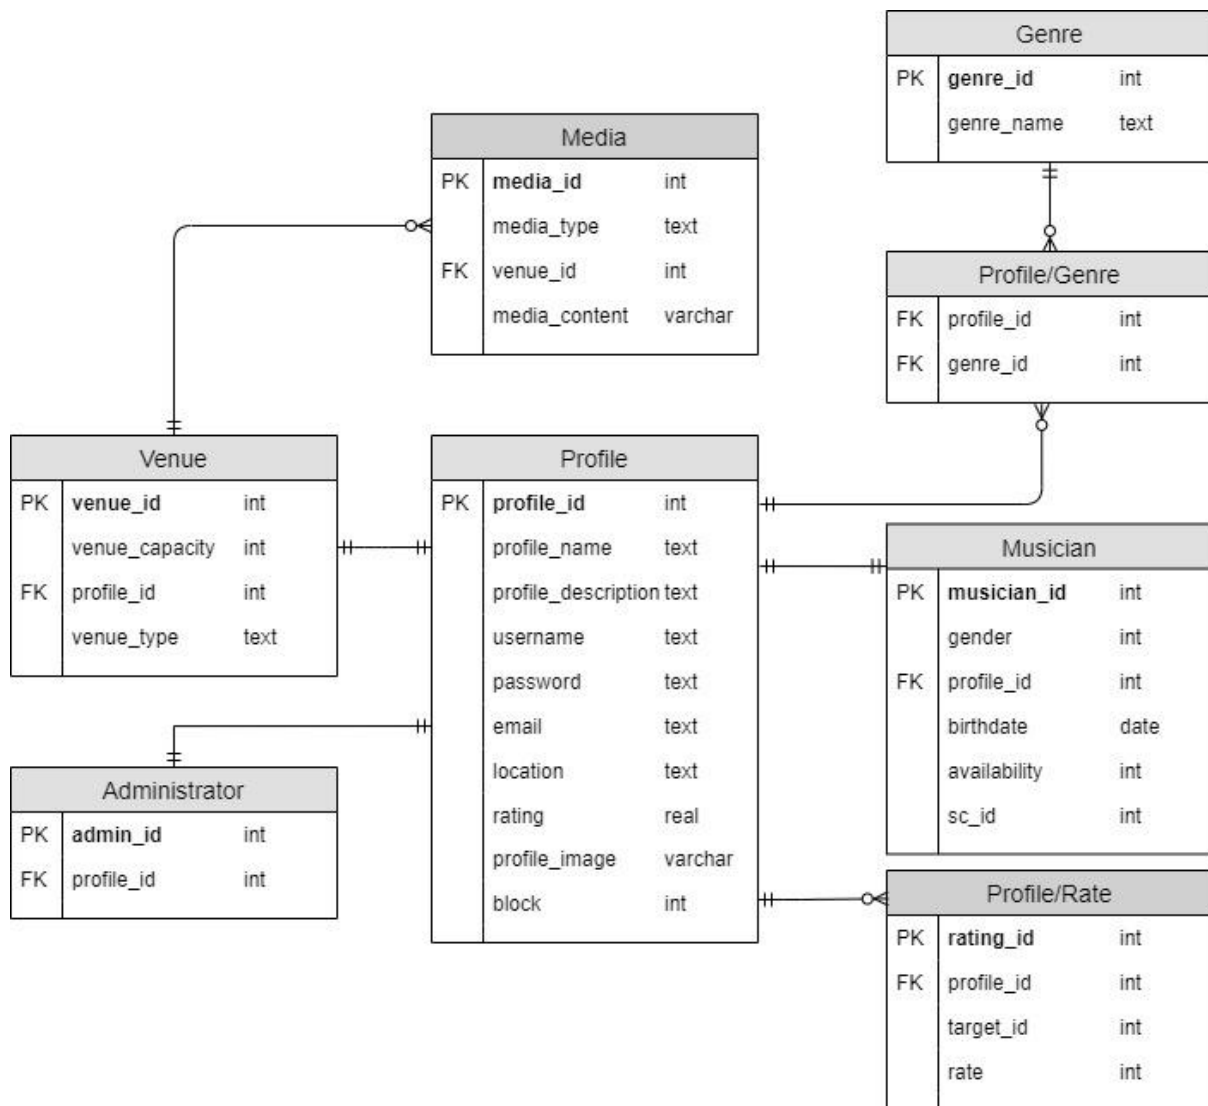 Genre
PK genre_id int
genre_name text
Media
PK media_id int
media_type text
FK venue_id int
media_content varchar
Profile/Genre
FK profile_id int
FK genre_id int
Venue
PK venue_id int
venue_capacity int
FK profile_id int
venue_type text
Profile
PK profile_id int
profile_name text
profile_description text
username text
password text
email text
location text
rating real
profile_image varchar
block int
Musician
PK musician_id int
gender int
FK profile_id int
birthdate date
availability int
sc_id int
Administrator
PK admin_id int
FK profile_id int
Profile/Rate
PK rating_id int
FK profile_id int
target_id int
rate int